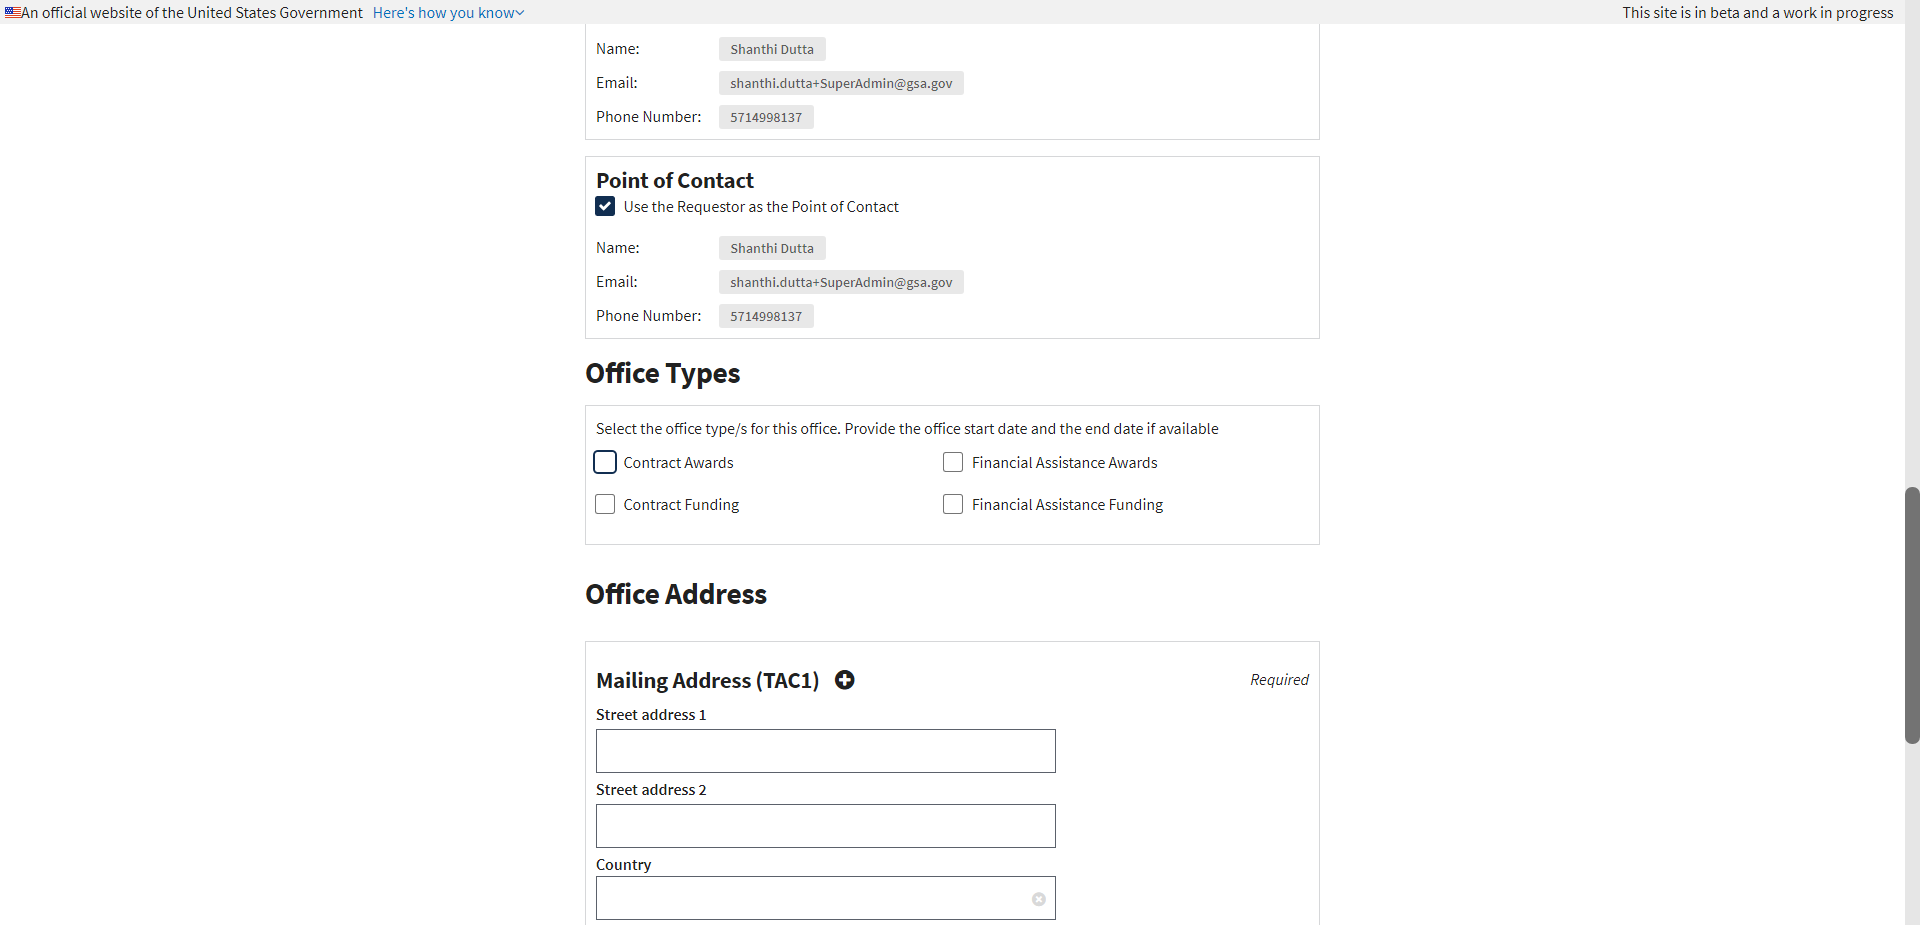 An official website of the United States Government Here's how you know This site is in beta and a work in progress
Name: Shanthi Dutta
Email: shanthi.dutta+SuperAdmin@gsa.gov
Phone Number: 5714998137
Point of Contact
Use the Requestor as the Point of Contact
Name: Shanthi Dutta
Email: shanthi.dutta+SuperAdmin@gsa.gov
Phone Number: 5714998137
Office Types
Select the office type/s for this office. Provide the office start date and the end date if available
Contract Awards Financial Assistance Awards
Contract Funding Financial Assistance Funding
Office Address
Mailing Address (TAC1) Required
Street address 1
Street address 2
Country